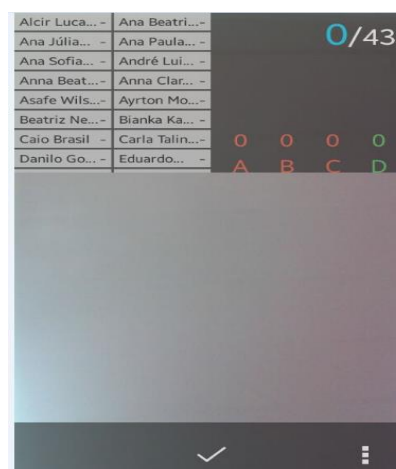 Alcir Luca... - Ana Beatri... -
0/43
Ana Júlia... - Ana Paula... -
Ana Sofia... - André Lui... -
Anna Beat... - Anna Clar... -
Asafe Wils...- Ayrton Mo...-
Beatriz Ne...- Bianka Ka... -
Caio Brasil - Carla Talin...- 0 0 0 0
Danilo Go... - Eduardo... - A B C D